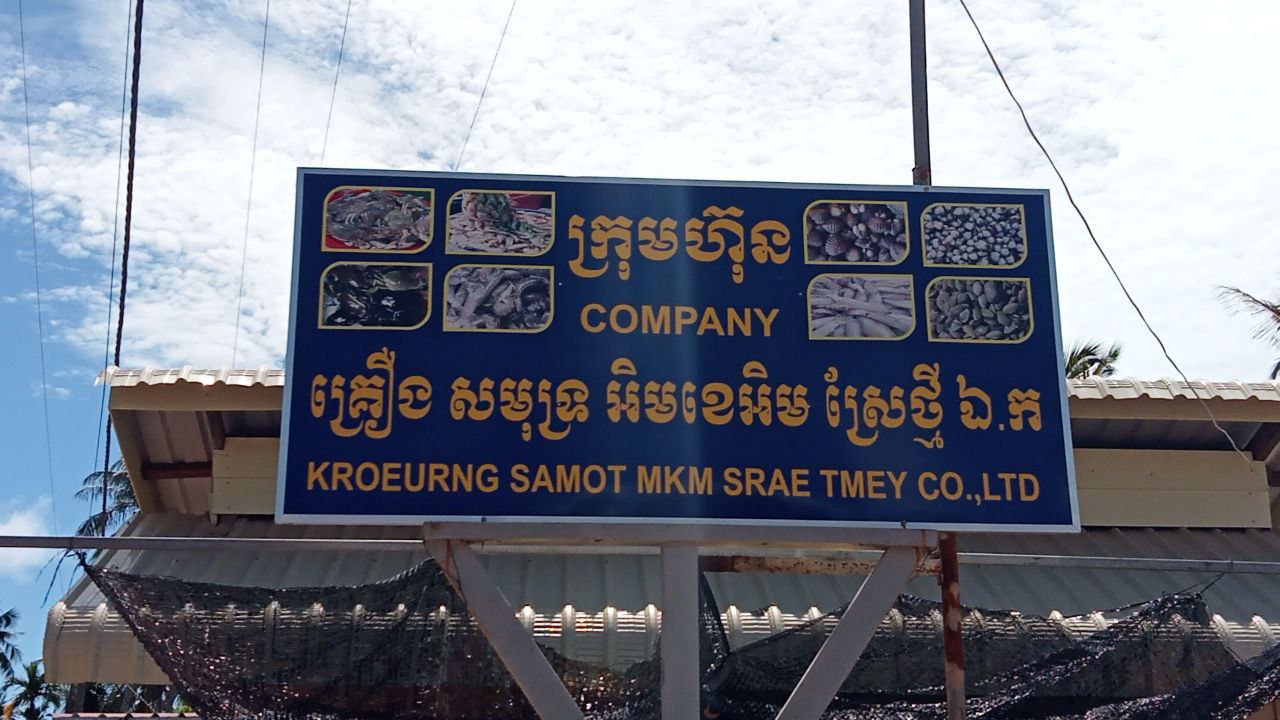 ក្រុមហ៊ុន
COMPANY
គ្រឿង សមុទ្រ អិមខេអិម ស្រែថ្មី ឯ.ក
KROEURNG SAMOT MKM SRAE TMEY CO.,LTD